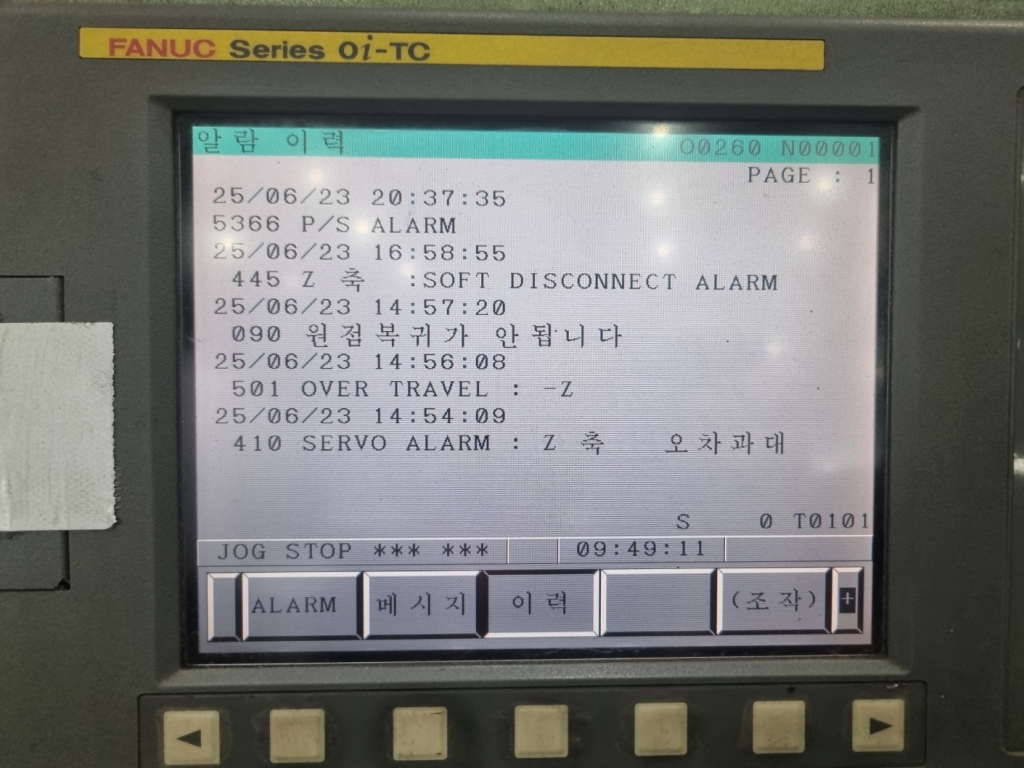 FANUC Series 0i-TC
알람 이력 O0260 N00001
PAGE : 1
25/06/23 20:37:35
5366 P/S ALARM
25/06/23 16:58:55
445 Z 축 :SOFT DISCONNECT ALARM
25/06/23 14:57:20
090 원점복귀가 안됩니다
25/06/23 14:56:08
501 OVER TRAVEL : -Z
25/06/23 14:54:09
410 SERVO ALARM : Z 축 오차과대
S 0 T0101
JOG STOP *** *** 09:49:11
ALARM 메시지 이력 (조작) +